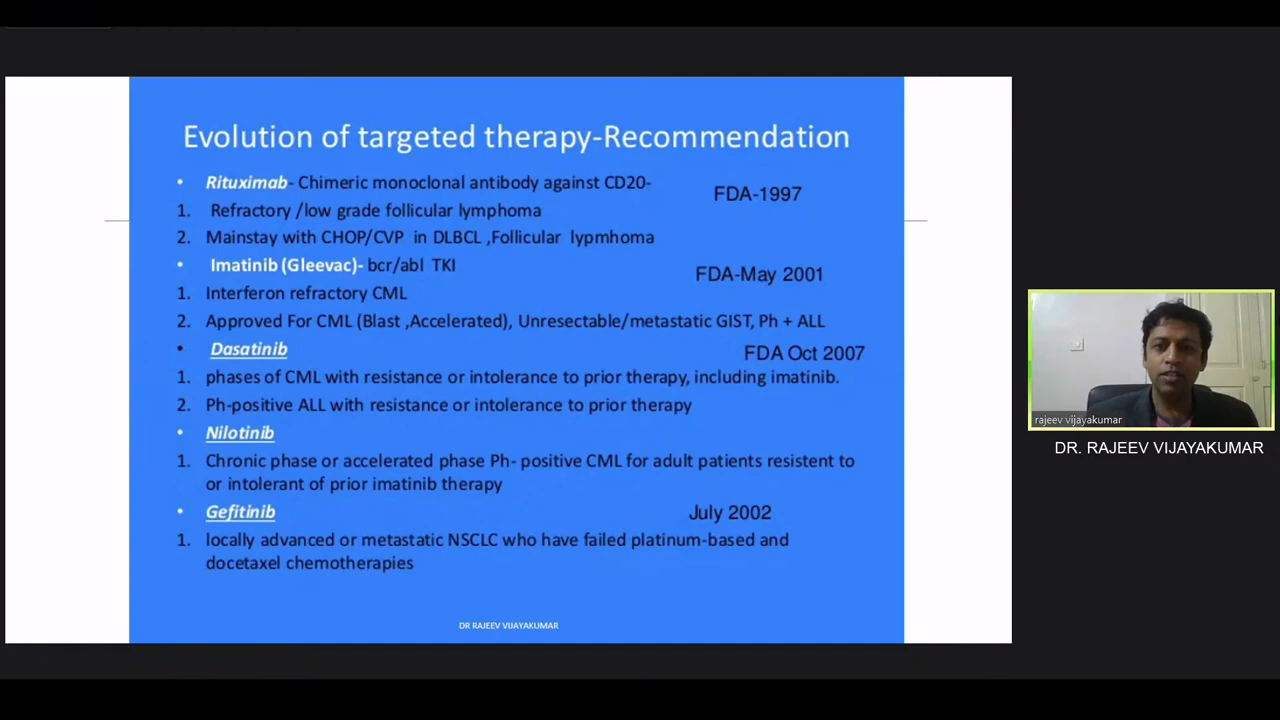 Evolution of targeted therapy-Recommendation
• Rituximab- Chimeric monoclonal antibody against CD20-
FDA-1997
1. Refractory /low grade follicular lymphoma
2. Mainstay with CHOP/CVP in DLBCL ,Follicular lypmhoma
• Imatinib (Gleevac)- bcr/abl TKI
FDA-May 2001
1. Interferon refractory CML
2. Approved For CML (Blast ,Accelerated), Unresectable/metastatic GIST, Ph + ALL
• Dasatinib
FDA Oct 2007
1. phases of CML with resistance or intolerance to prior therapy, including imatinib.
2. Ph-positive ALL with resistance or intolerance to prior therapy
• Nilotinib
1. Chronic phase or accelerated phase Ph- positive CML for adult patients resistent to
or intolerant of prior imatinib therapy
• Gefitinib
July 2002
1. locally advanced or metastatic NSCLC who have failed platinum-based and
docetaxel chemotherapies
DR RAJEEV VIJAYAKUMAR
rajeev vijayakumar
DR. RAJEEV VIJAYAKUMAR